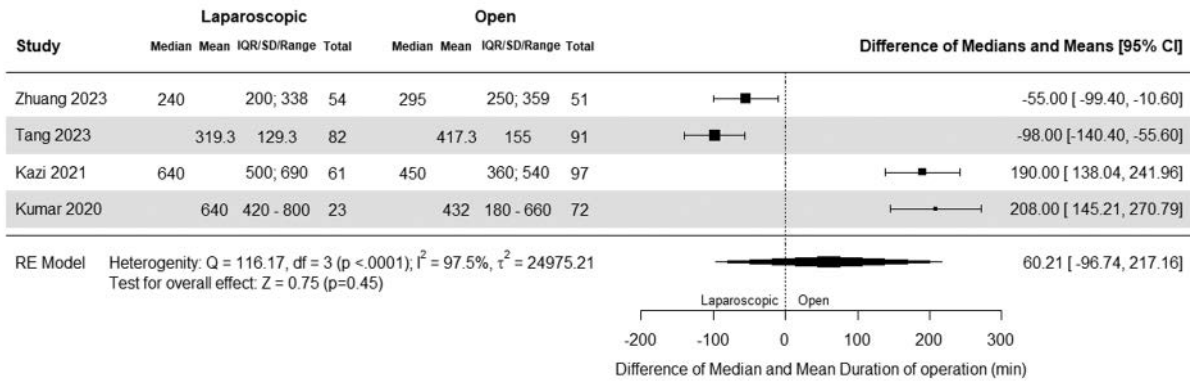 Laparoscopic Open
Study Median Mean IQR/SD/Range Total Median Mean IQR/SD/Range Total Difference of Medians and Means [95% CI]
Zhuang 2023 240 200; 338 54 295 250; 359 51 -55.00 [ -99.40, -10.60]
Tang 2023 319.3 129.3 82 417.3 155 91 -98.00 [-140.40, -55.60]
Kazi 2021 640 500; 690 61 450 360; 540 97 190.00 [ 138.04, 241.96]
Kumar 2020 640 420 - 800 23 432 180 - 660 72 208.00 [ 145.21, 270.79]
RE Model Heterogenity: Q = 116.17, df = 3 (p <.0001); I² = 97.5%, τ² = 24975.21 60.21 [ -96.74, 217.16]
Test for overall effect: Z = 0.75 (p=0.45)
Laparoscopic Open
-200 -100 0 100 200 300
Difference of Median and Mean Duration of operation (min)